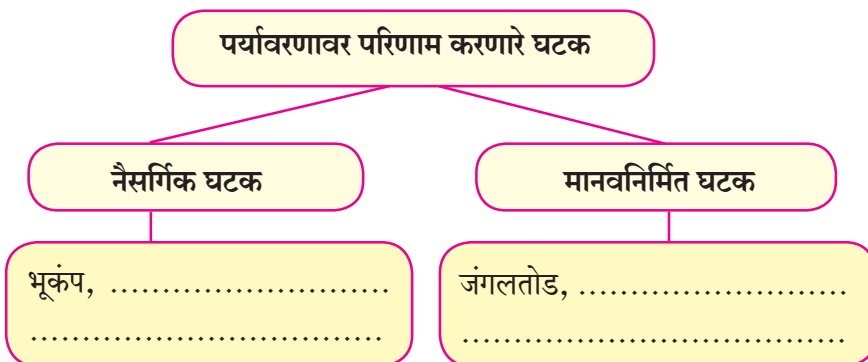 पर्यावरणावर परिणाम करणारे घटक
नैसर्गिक घटक
मानवनिर्मित घटक
भूकंप, ...........................
..................................
जंगलतोड, ..........................
.....................................